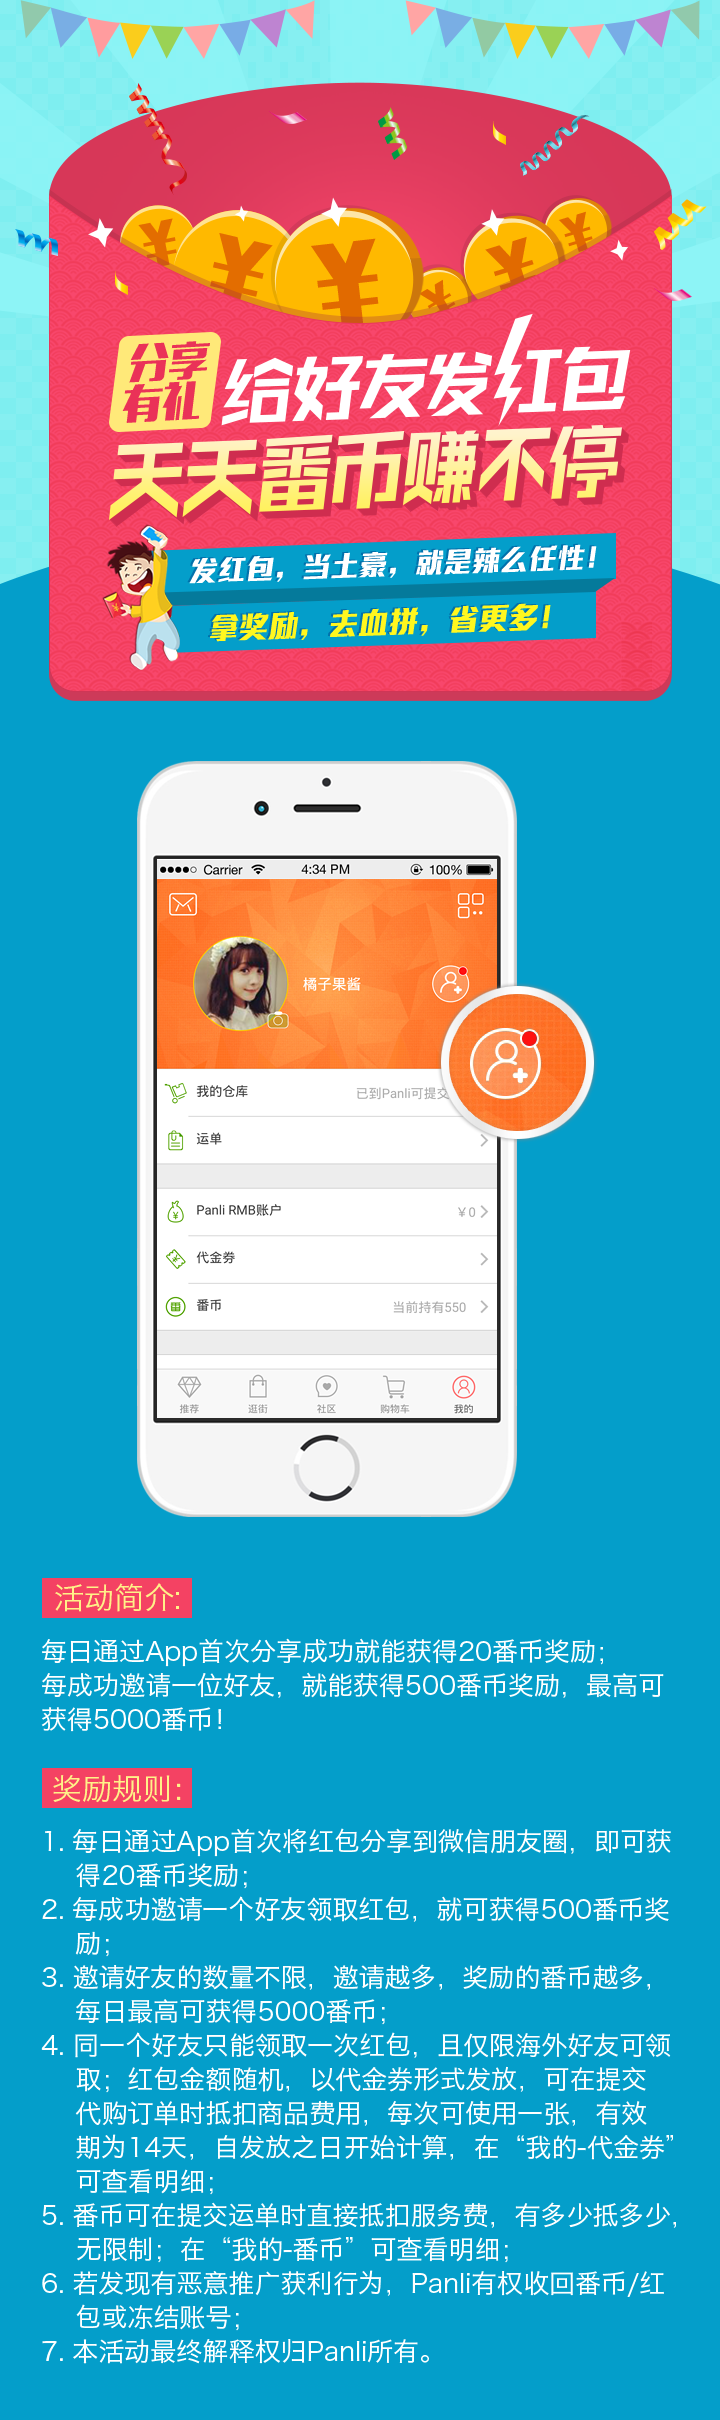 分享
有礼
给好友发红包
天天番币赚不停
发红包，当土豪，就是辣么任性！
拿奖励，去血拼，省更多！
Carrier 4:34 PM 100%
橘子果酱
我的仓库 已到Panli可提交
运单
Panli RMB账户 ¥0
代金券
番币 当前持有550
推荐 逛街 社区 购物车 我的
活动简介:
每日通过App首次分享成功就能获得20番币奖励；
每成功邀请一位好友，就能获得500番币奖励，最高可
获得5000番币！
奖励规则:
1. 每日通过App首次将红包分享到微信朋友圈，即可获
得20番币奖励；
2. 每成功邀请一个好友领取红包，就可获得500番币奖
励；
3. 邀请好友的数量不限，邀请越多，奖励的番币越多，
每日最高可获得5000番币；
4. 同一个好友只能领取一次红包，且仅限海外好友可领
取；红包金额随机，以代金券形式发放，可在提交
代购订单时抵扣商品费用，每次可使用一张，有效
期为14天，自发放之日开始计算，在“我的-代金券”
可查看明细；
5. 番币可在提交运单时直接抵扣服务费，有多少抵多少，
无限制；在“我的-番币”可查看明细；
6. 若发现有恶意推广获利行为，Panli有权收回番币/红
包或冻结账号；
7. 本活动最终解释权归Panli所有。